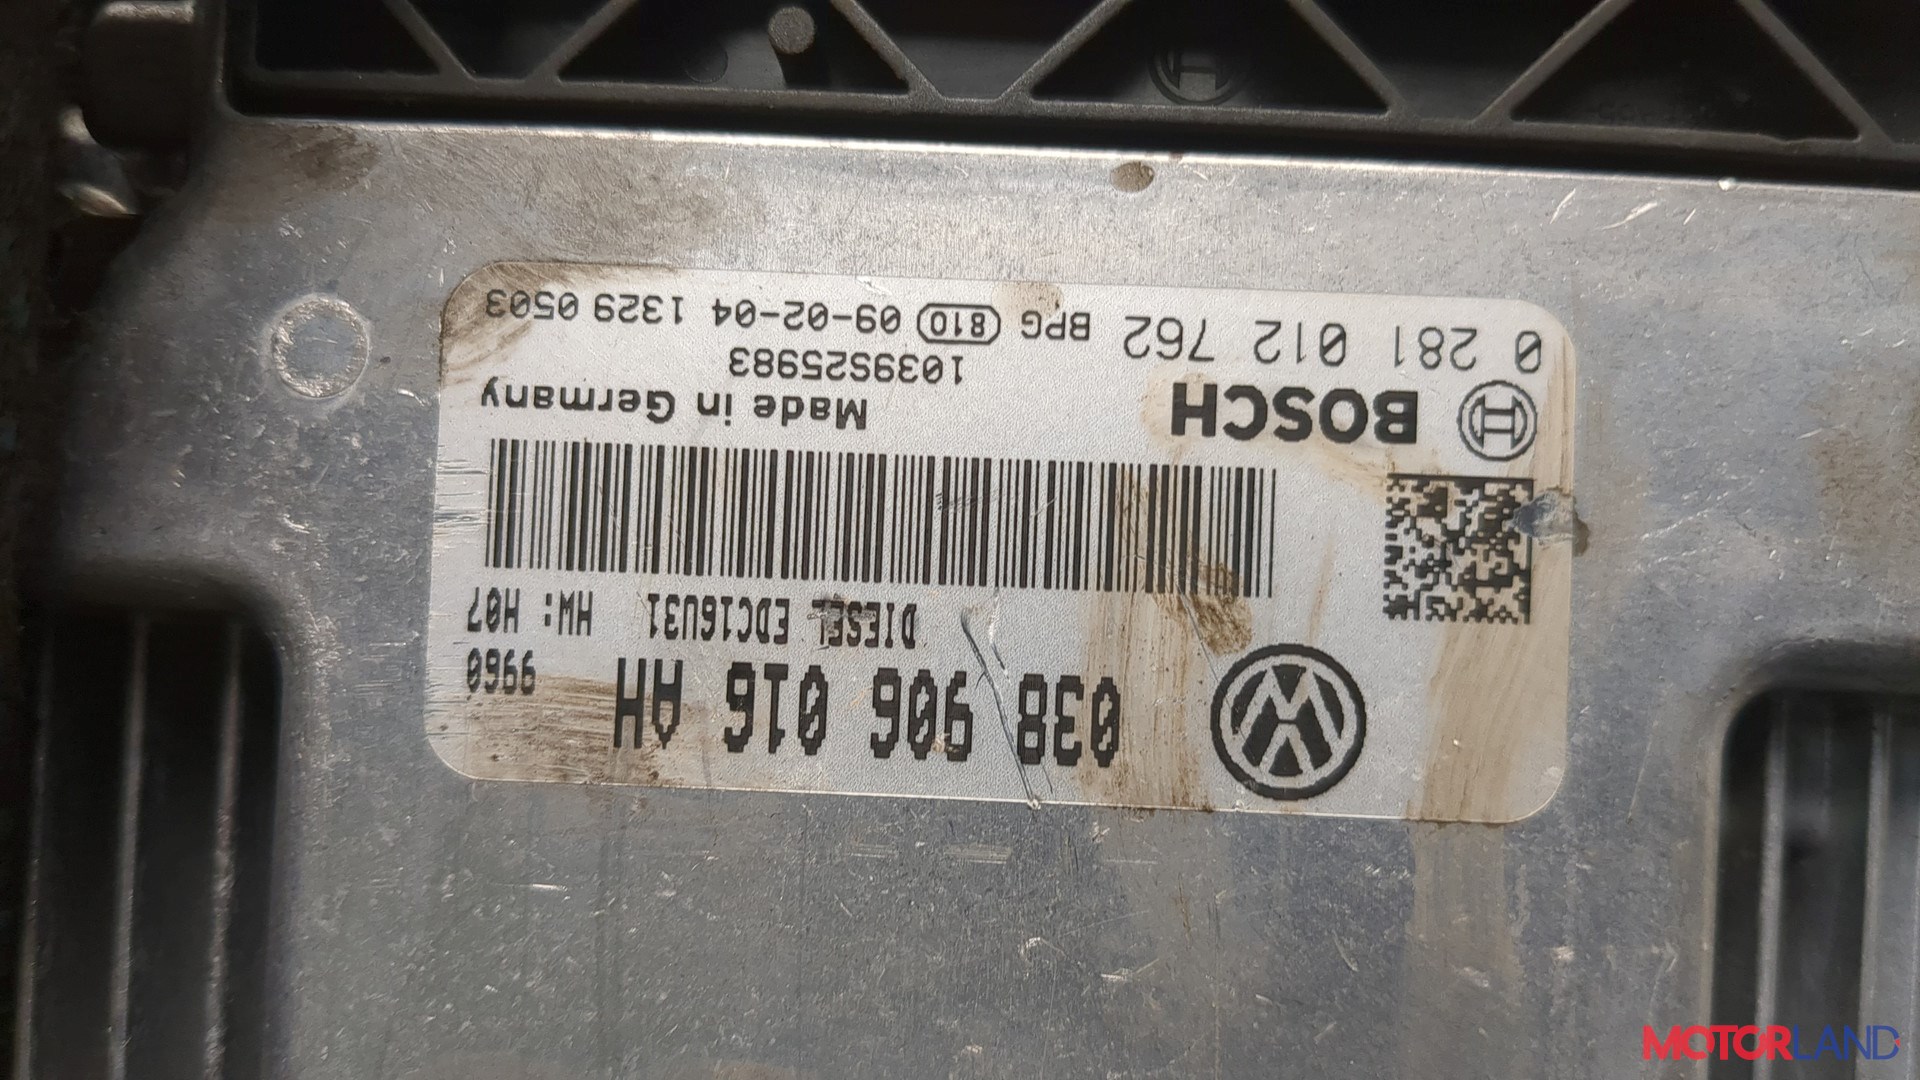 038 906 016 AH 9960
DIESEL EDC16U31 HW: H07
BOSCH Made in Germany
1039S25983
0 281 012 762 BPG 810 09-02-04 1329 0503
MOTORLAND